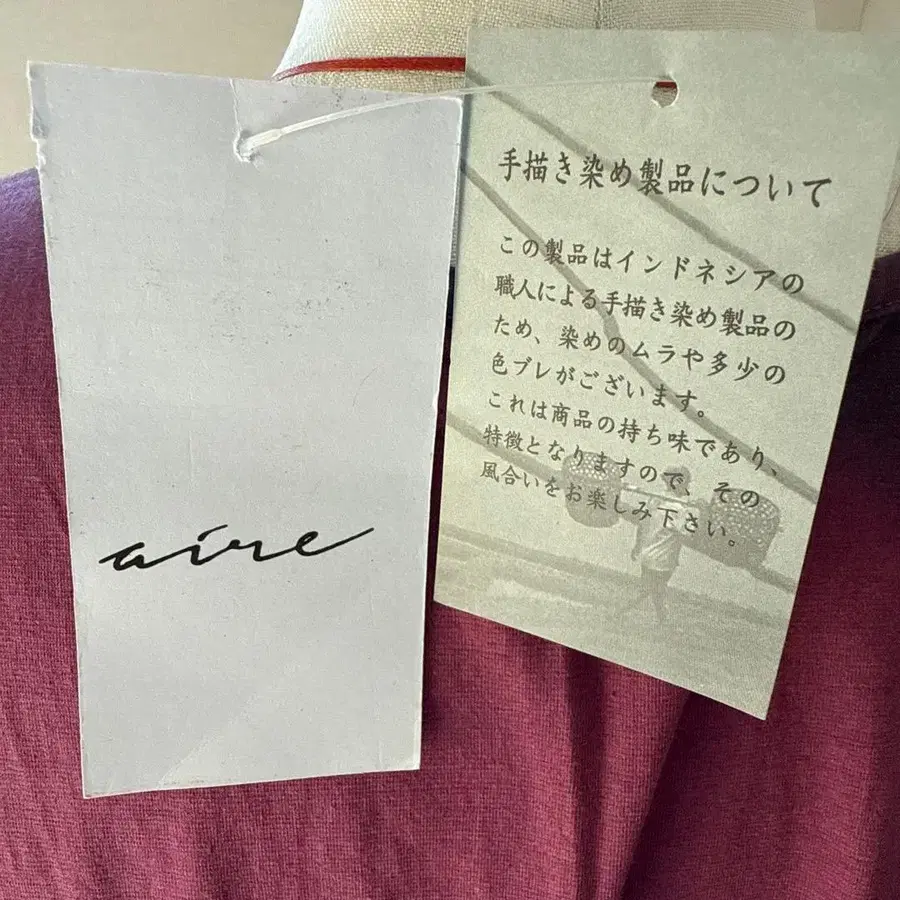 aire
手描き染め製品について
この製品はインドネシアの
職人による手描き染め製品の
ため、染めのムラや多少の
色ブレがございます。
これは商品の持ち味であり、
特徴となりますので、その
風合いをお楽しみ下さい。